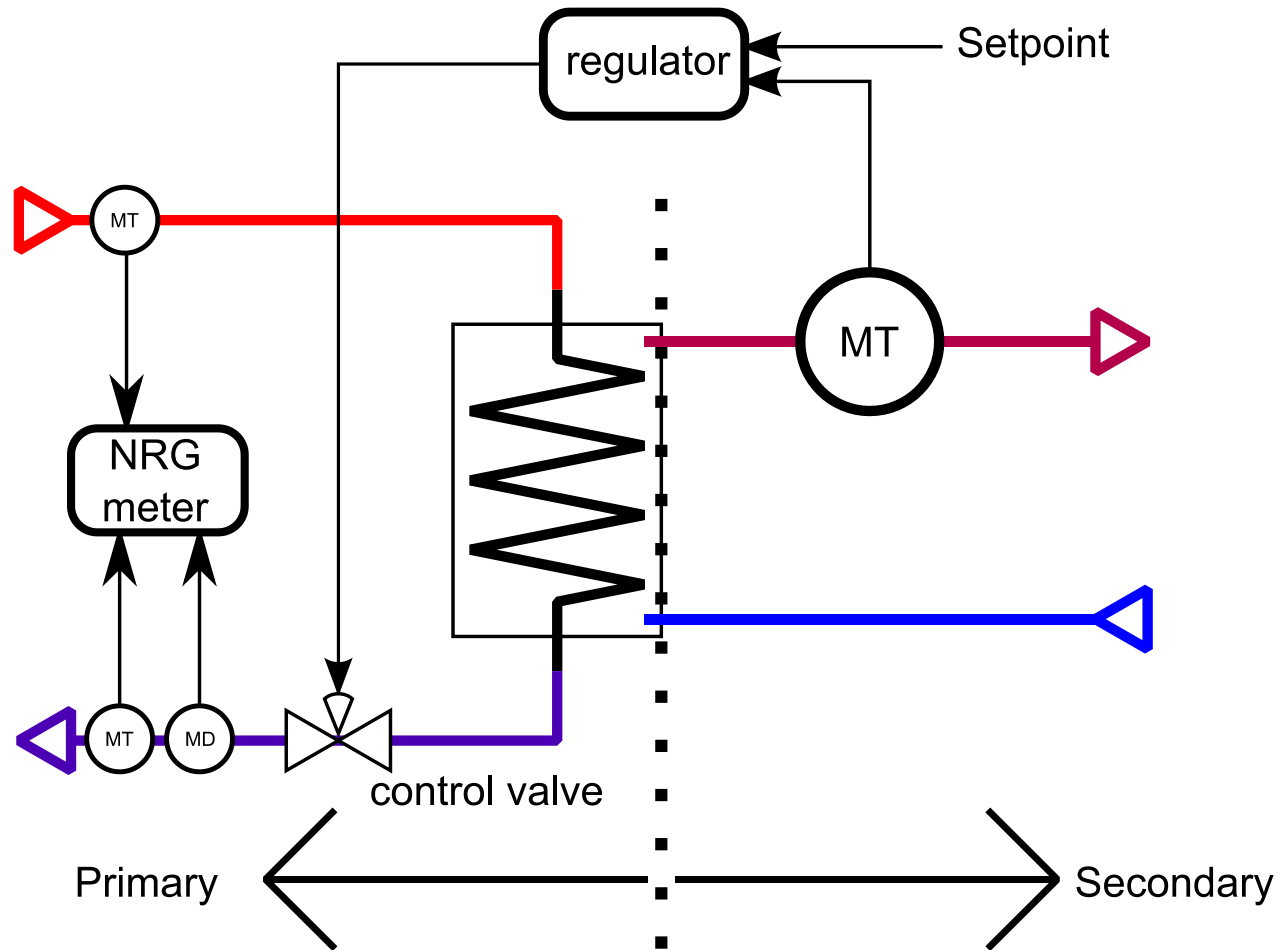 regulator
Setpoint
MT
MT
NRG
meter
MT
MD
control valve
Primary
Secondary